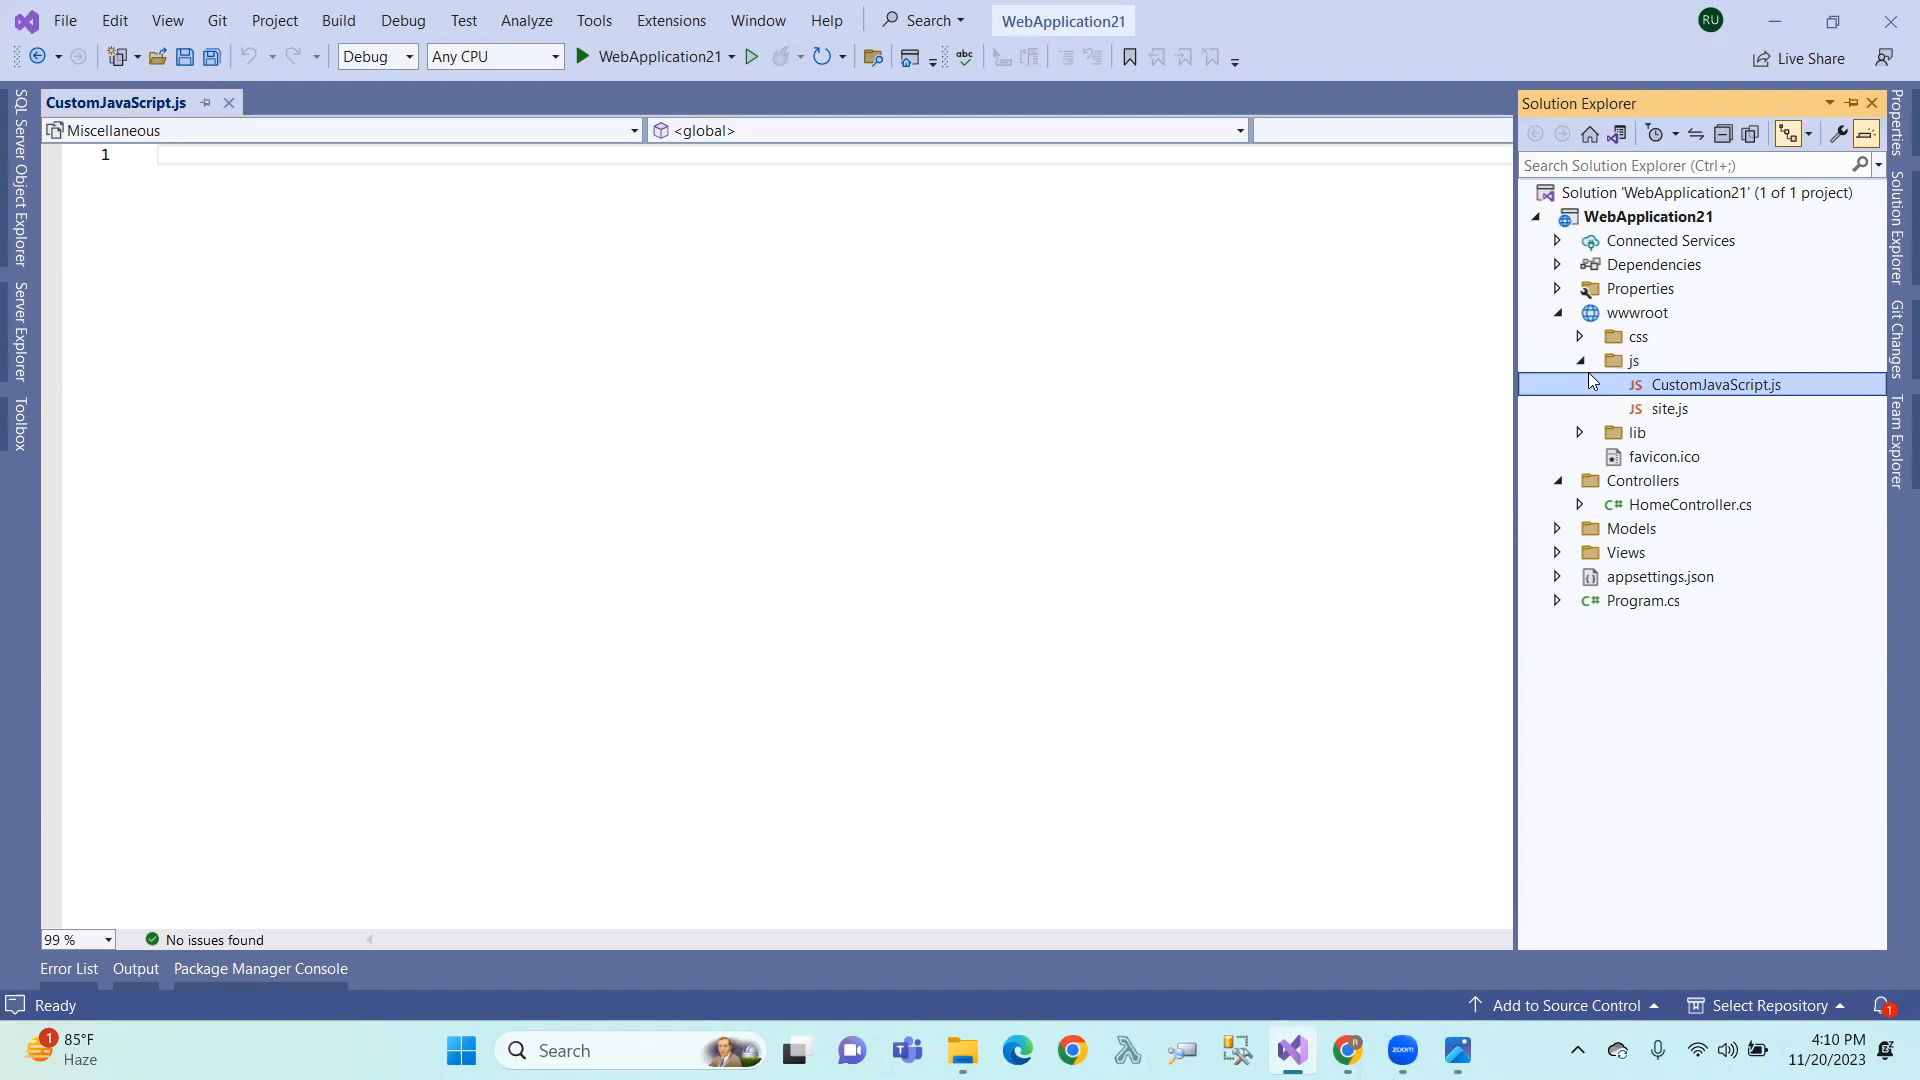 File Edit View Git Project Build Debug Test Analyze Tools Extensions Window Help Search WebApplication21 RU
Debug Any CPU WebApplication21 abc Live Share
CustomJavaScript.js
Miscellaneous <global>
1
SQL Server Object Explorer
Server Explorer
Toolbox
Solution Explorer
Search Solution Explorer (Ctrl+;)
Solution 'WebApplication21' (1 of 1 project)
WebApplication21
Connected Services
Dependencies
Properties
wwwroot
css
js
JS CustomJavaScript.js
JS site.js
lib
favicon.ico
Controllers
C# HomeController.cs
Models
Views
appsettings.json
C# Program.cs
Properties
Solution Explorer
Git Changes
Team Explorer
99 % No issues found
Error List Output Package Manager Console
Ready Add to Source Control Select Repository 1
1 85°F
Haze
Search
zoom
4:10 PM
11/20/2023